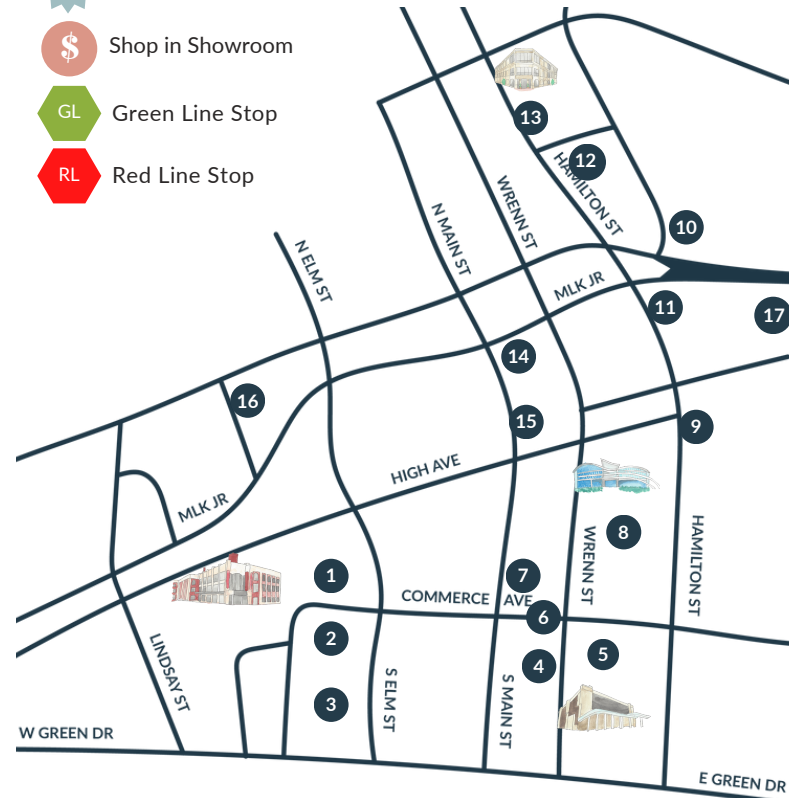 $ Shop in Showroom
GL Green Line Stop
RL Red Line Stop
13
12
HAMILTON ST
WRENN ST
N MAIN ST
10
N ELM ST
MLK JR
11
17
14
16
15
9
HIGH AVE
MLK JR
8
WRENN ST
HAMILTON ST
1
7
COMMERCE AVE
6
2
LINDSAY ST
5
4
S ELM ST
S MAIN ST
3
W GREEN DR
E GREEN DR